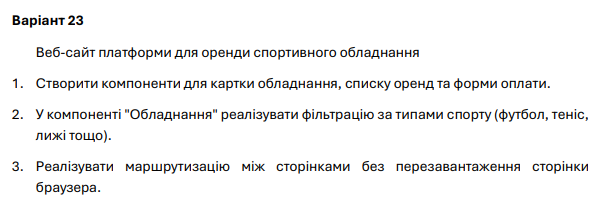 Варіант 23
Веб-сайт платформи для оренди спортивного обладнання
1. Створити компоненти для картки обладнання, списку оренд та форми оплати.
2. У компоненті "Обладнання" реалізувати фільтрацію за типами спорту (футбол, теніс,
лижі тощо).
3. Реалізувати маршрутизацію між сторінками без перезавантаження сторінки
браузера.